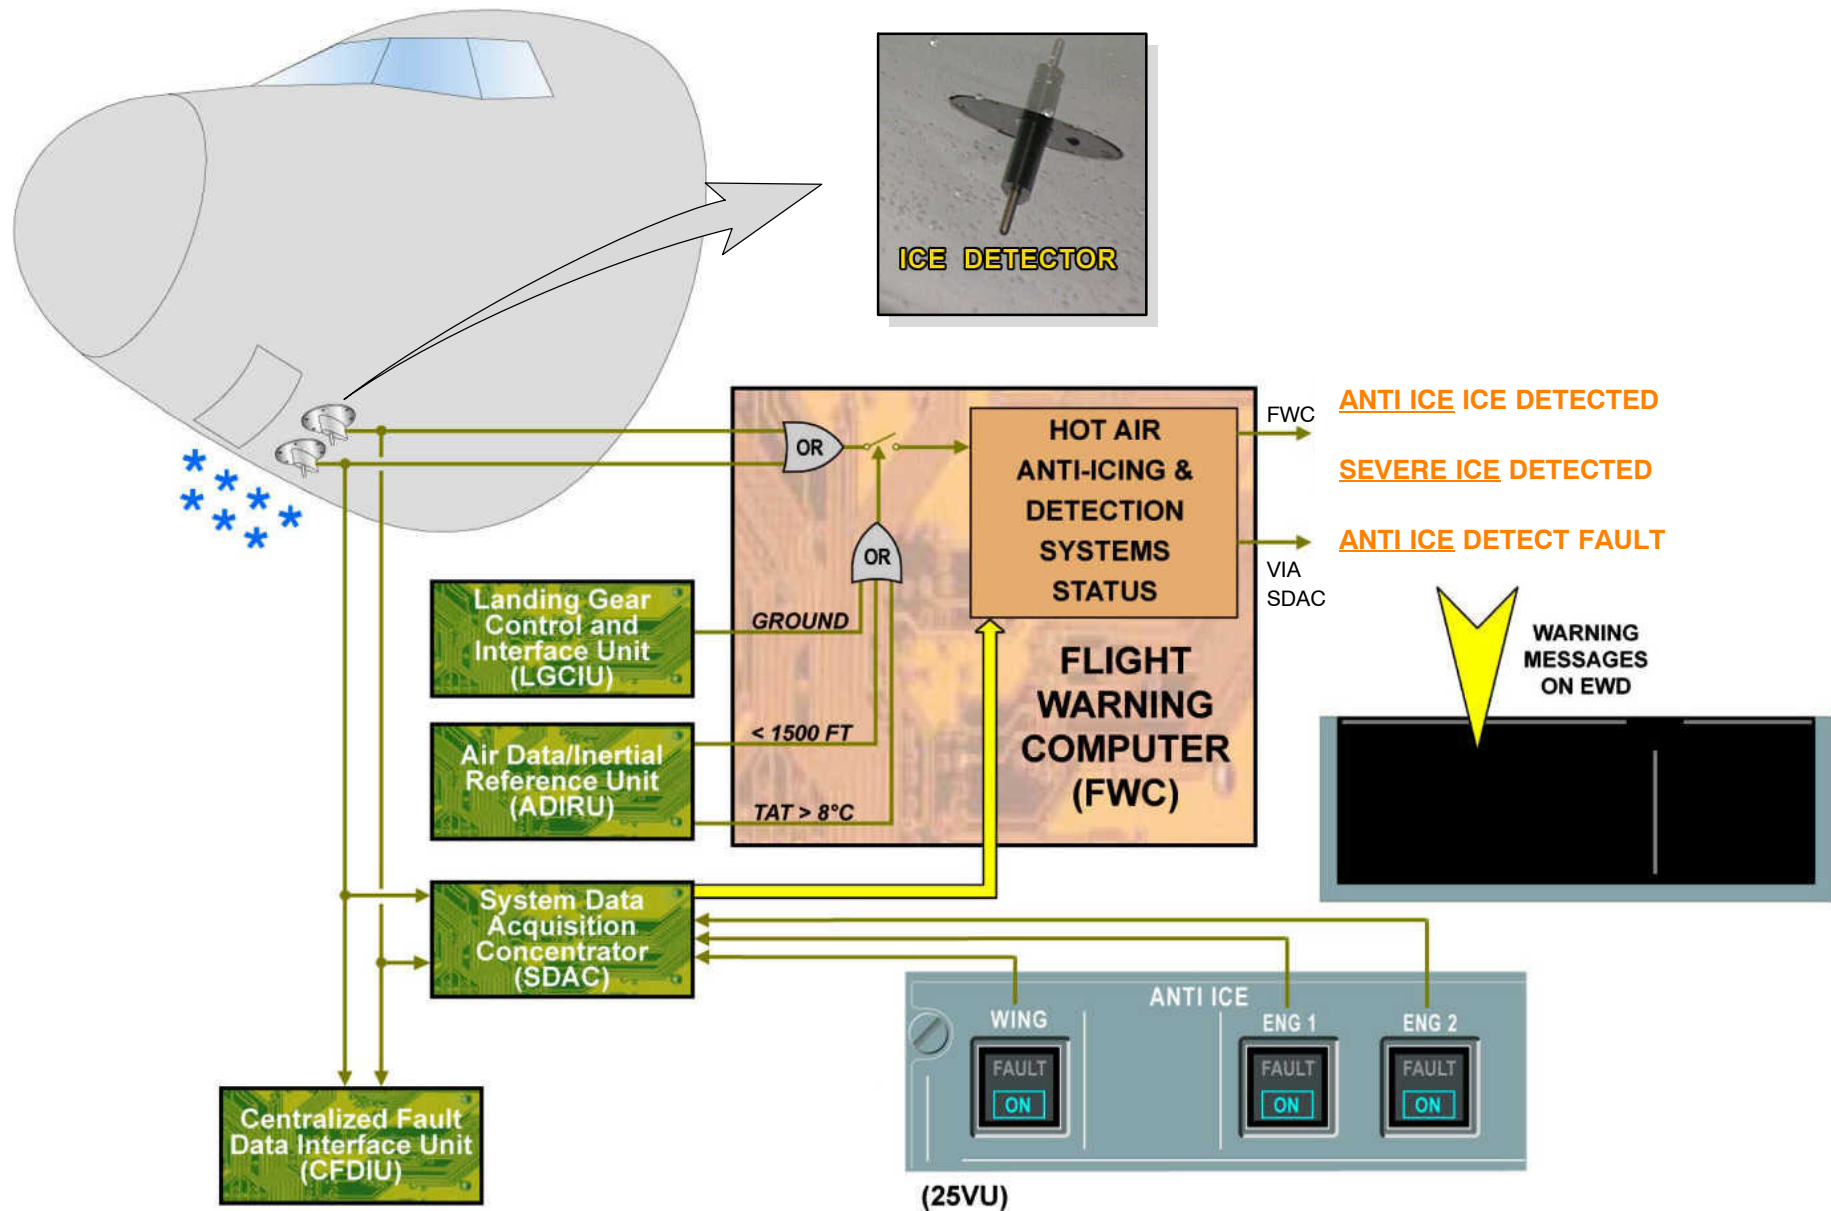 ICE DETECTOR
FWC
ANTI ICE ICE DETECTED
SEVERE ICE DETECTED
ANTI ICE DETECT FAULT
VIA
SDAC
OR
HOT AIR
ANTI-ICING &
DETECTION
SYSTEMS
STATUS
OR
Landing Gear
Control and
Interface Unit
(LGCIU)
GROUND
FLIGHT
WARNING
COMPUTER
(FWC)
WARNING
MESSAGES
ON EWD
Air Data/Inertial
Reference Unit
(ADIRU)
< 1500 FT
TAT > 8°C
System Data
Acquisition
Concentrator
(SDAC)
ANTI ICE
WING
ENG 1
ENG 2
FAULT
ON
FAULT
ON
FAULT
ON
Centralized Fault
Data Interface Unit
(CFDIU)
(25VU)